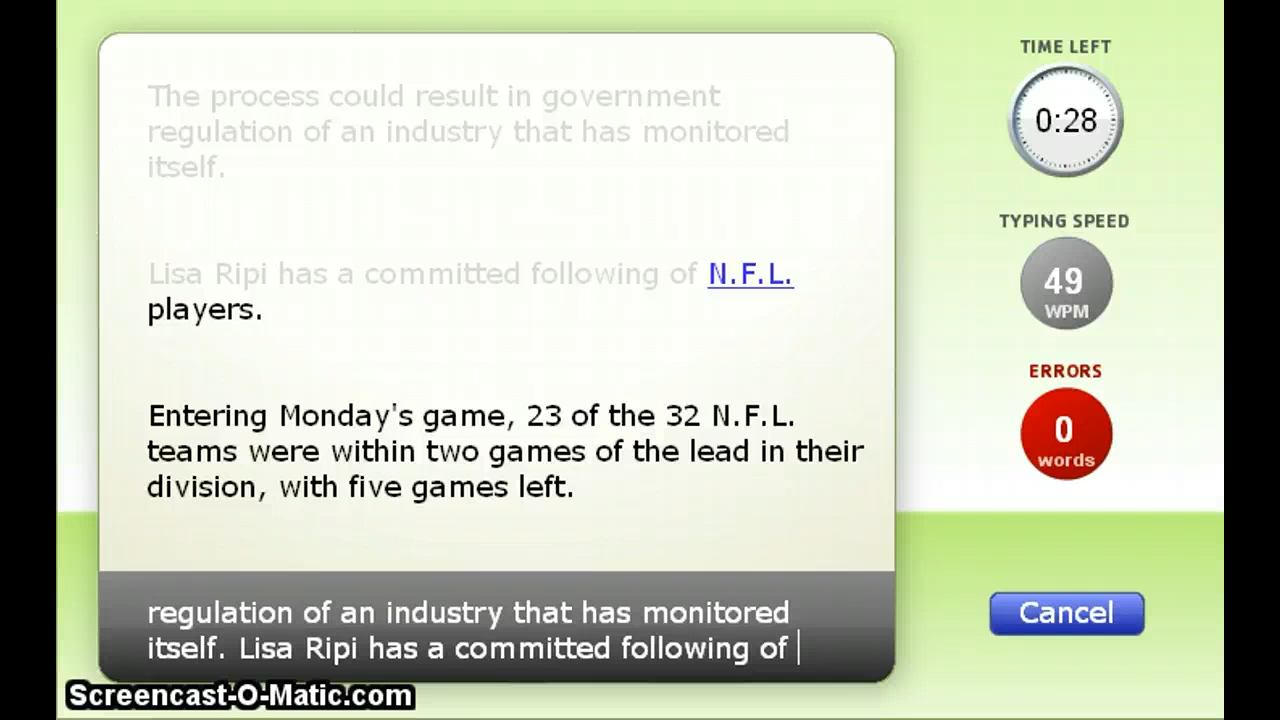 The process could result in government
regulation of an industry that has monitored
itself.
Lisa Ripi has a committed following of N.F.L.
players.
Entering Monday's game, 23 of the 32 N.F.L.
teams were within two games of the lead in their
division, with five games left.
regulation of an industry that has monitored
itself. Lisa Ripi has a committed following of
TIME LEFT
0:28
TYPING SPEED
49
WPM
ERRORS
0
words
Cancel
Screencast-O-Matic.com